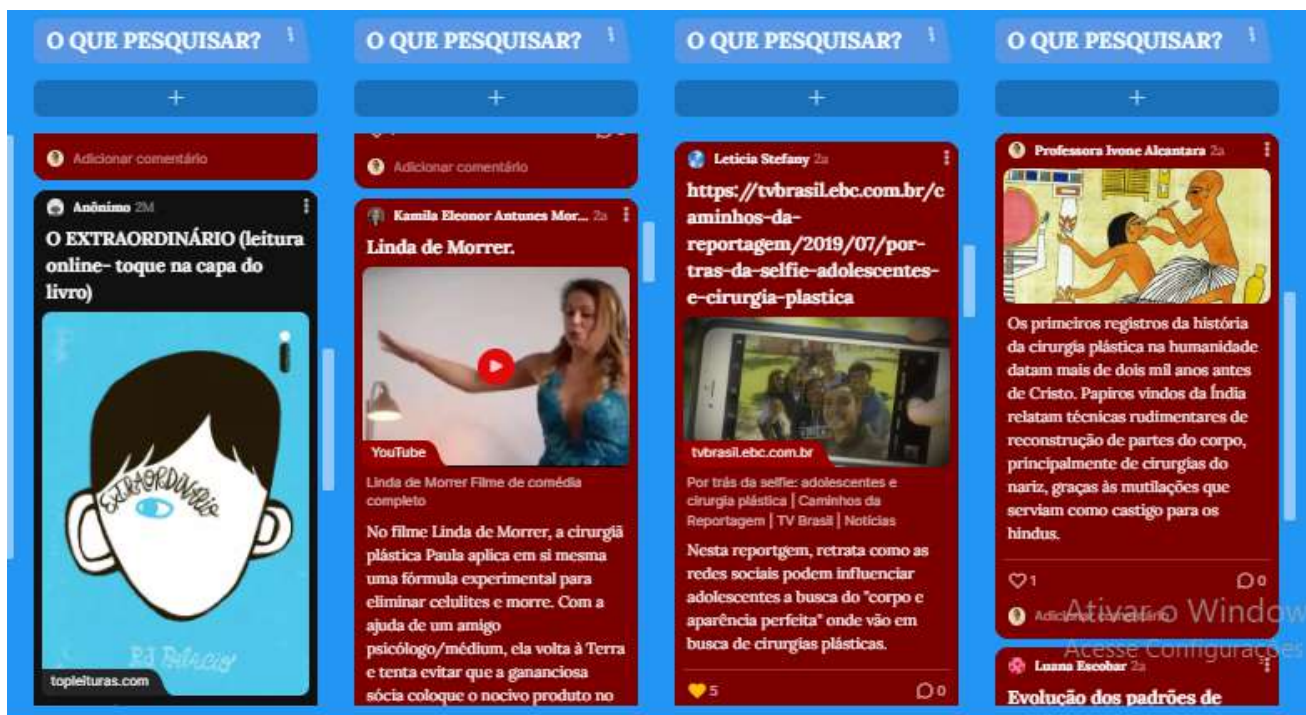 O QUE PESQUISAR?
+
Adicionar comentário
Anônimo 2M
O EXTRAORDINÁRIO (leitura
online- toque na capa do
livro)
EXTRAORDINÁRIO
RJ Palacio
topleituras.com
O QUE PESQUISAR?
+
Adicionar comentário
Kamila Eleonor Antunes Mor... 2a
Linda de Morrer.
YouTube
Linda de Morrer Filme de comédia
completo
No filme Linda de Morrer, a cirurgiã
plástica Paula aplica em si mesma
uma fórmula experimental para
eliminar celulites e morre. Com a
ajuda de um amigo
psicólogo/médium, ela volta à Terra
e tenta evitar que a gananciosa
sócia coloque o nocivo produto no
O QUE PESQUISAR?
+
Leticia Stefany 2a
https://tvbrasil.ebc.com.br/c
aminhos-da-
reportagem/2019/07/por-
tras-da-selfie-adolescentes-
e-cirurgia-plastica
tvbrasil.ebc.com.br
Por trás da selfie: adolescentes e
cirurgia plástica | Caminhos da
Reportagem | TV Brasil | Notícias
Nesta reportgem, retrata como as
redes sociais podem influenciar
adolescentes a busca do "corpo e
aparência perfeita" onde vão em
busca de cirurgias plásticas.
5
0
O QUE PESQUISAR?
+
Professora Ivone Alcantara 2a
Os primeiros registros da história
da cirurgia plástica na humanidade
datam mais de dois mil anos antes
de Cristo. Papiros vindos da Índia
relatam técnicas rudimentares de
reconstrução de partes do corpo,
principalmente de cirurgias do
nariz, graças às mutilações que
serviam como castigo para os
hindus.
1
0
Adicionar comentário
Ativar o Window
Acesse Configurações
Luana Escobar 2a
Evolução dos padrões de